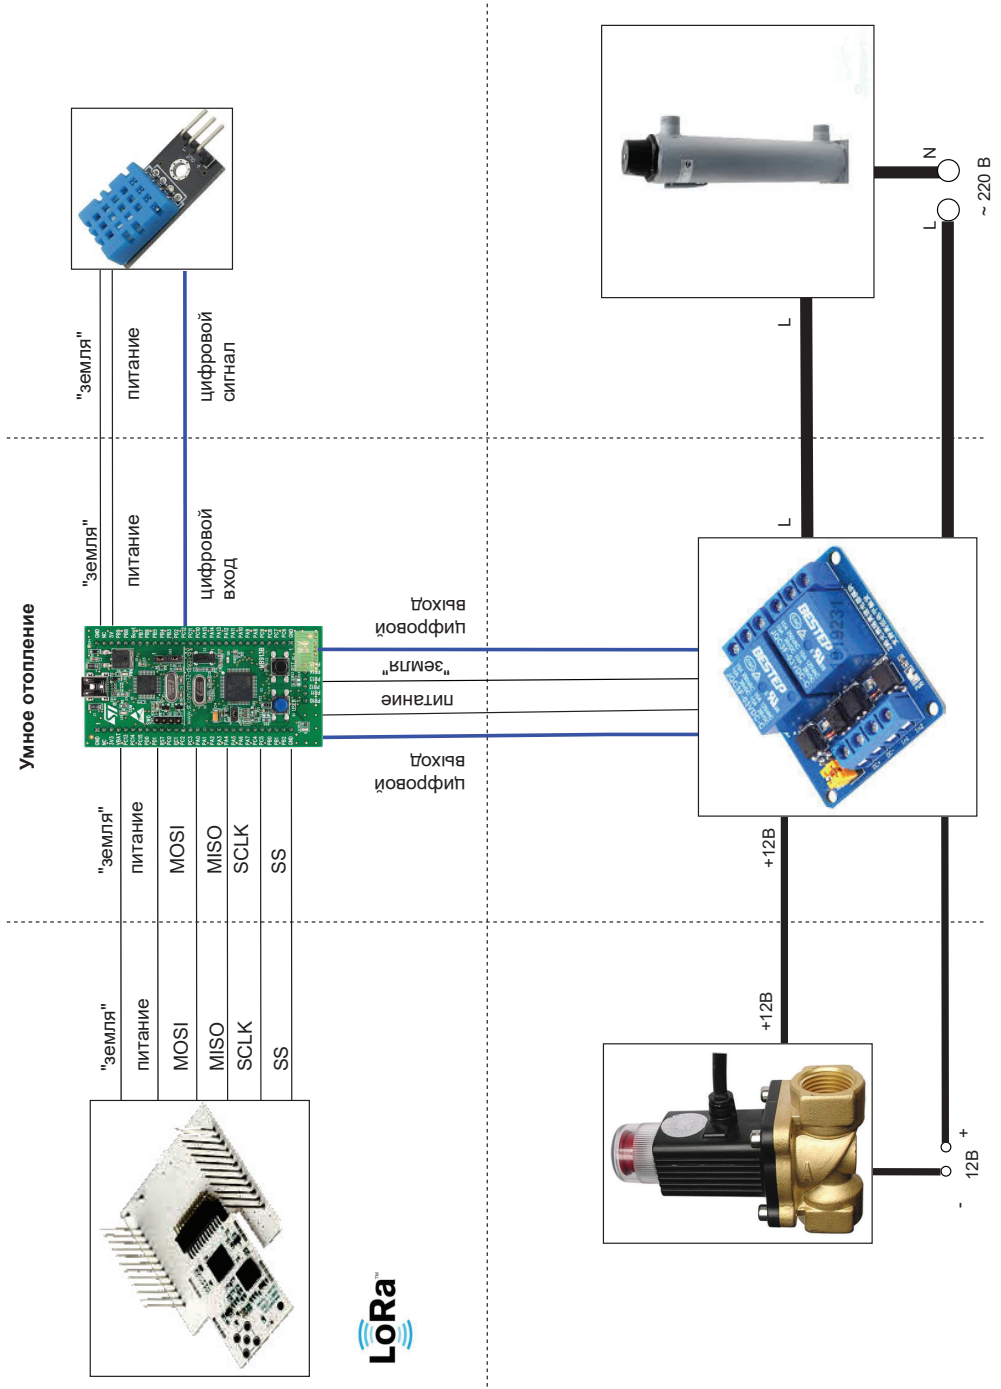 Умное отопление
"земля"
питание
MOSI
MISO
SCLK
SS
"земля"
питание
MOSI
MISO
SCLK
SS
"земля"
питание
цифровой
вход
"земля"
питание
цифровой
сигнал
LoRa™
цифровой
выход
питание
"земля"
цифровой
выход
+12В
+12В
-
12В
+
BESTEP
BESTEP
L
L
L
N
~ 220 В